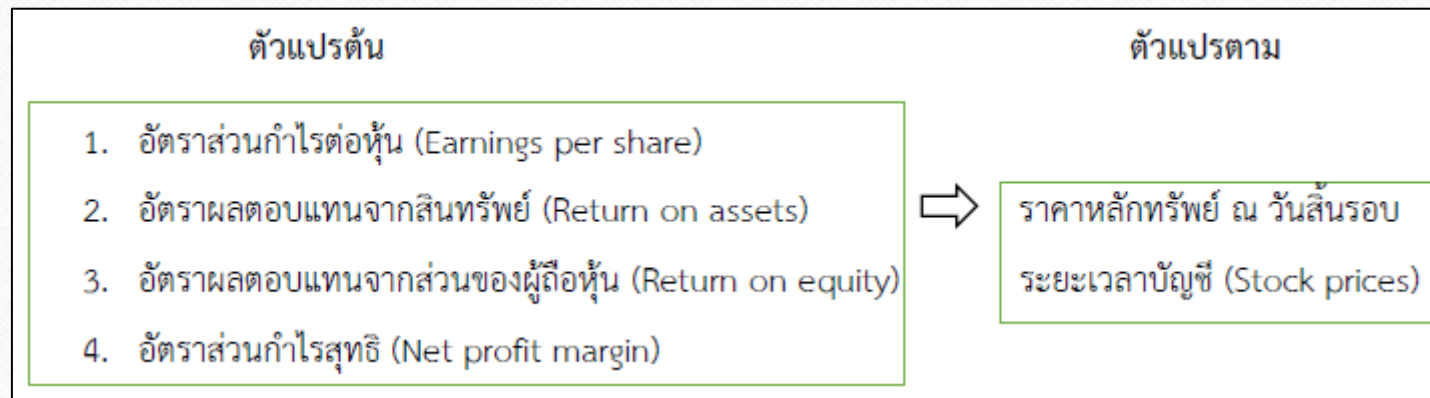 ตัวแปรต้น
ตัวแปรตาม
1. อัตราส่วนกำไรต่อหุ้น (Earnings per share)
2. อัตราผลตอบแทนจากสินทรัพย์ (Return on assets)
3. อัตราผลตอบแทนจากส่วนของผู้ถือหุ้น (Return on equity)
4. อัตราส่วนกำไรสุทธิ (Net profit margin)
ราคาหลักทรัพย์ ณ วันสิ้นรอบ
ระยะเวลาบัญชี (Stock prices)